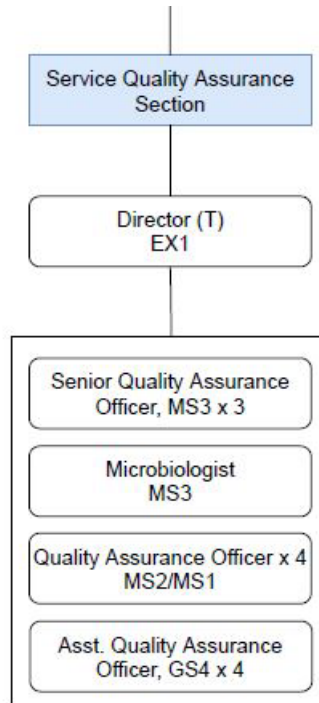 Service Quality Assurance
Section
Director (T)
EX1
Senior Quality Assurance
Officer, MS3 x 3
Microbiologist
MS3
Quality Assurance Officer x 4
MS2/MS1
Asst. Quality Assurance
Officer, GS4 x 4